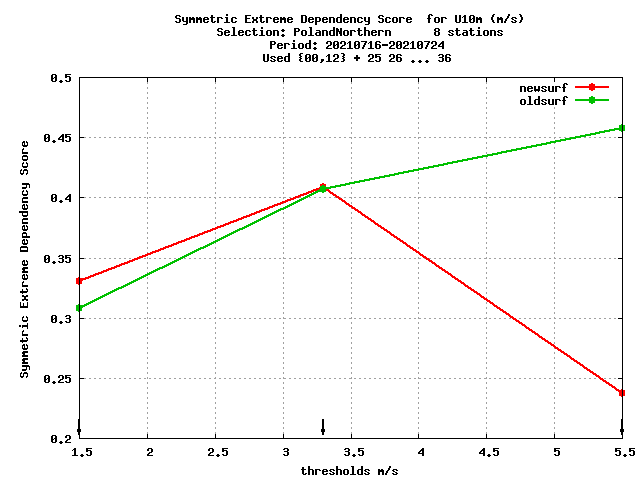 Symmetric Extreme Dependency Score  for U10m (m/s)
Selection: PolandNorthern      8 stations
Period: 20210716-20210724
Used {00,12} + 25 26 ... 36
newsurf
oldsurf
0.5
0.45
0.4
0.35
0.3
0.25
0.2
Symmetric Extreme Dependency Score
1.5 2 2.5 3 3.5 4 4.5 5 5.5
thresholds m/s